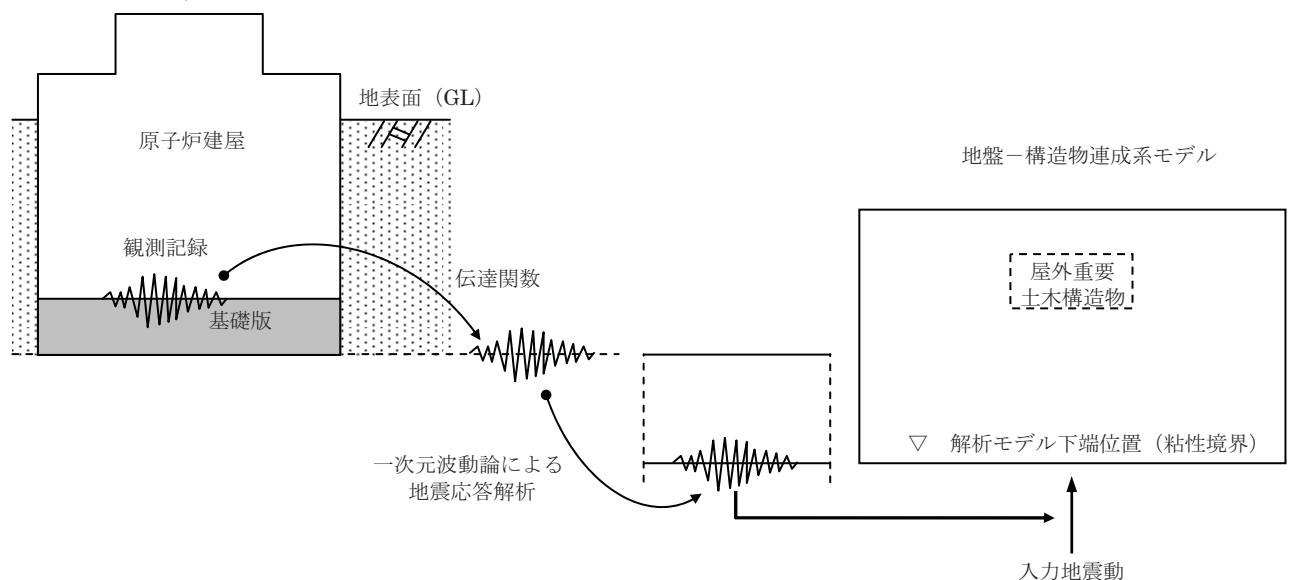 地表面（GL）
原子炉建屋
地盤－構造物連成系モデル
観測記録
屋外重要
土木構造物
伝達関数
基礎版
▽　解析モデル下端位置（粘性境界）
一次元波動論による
地震応答解析
入力地震動